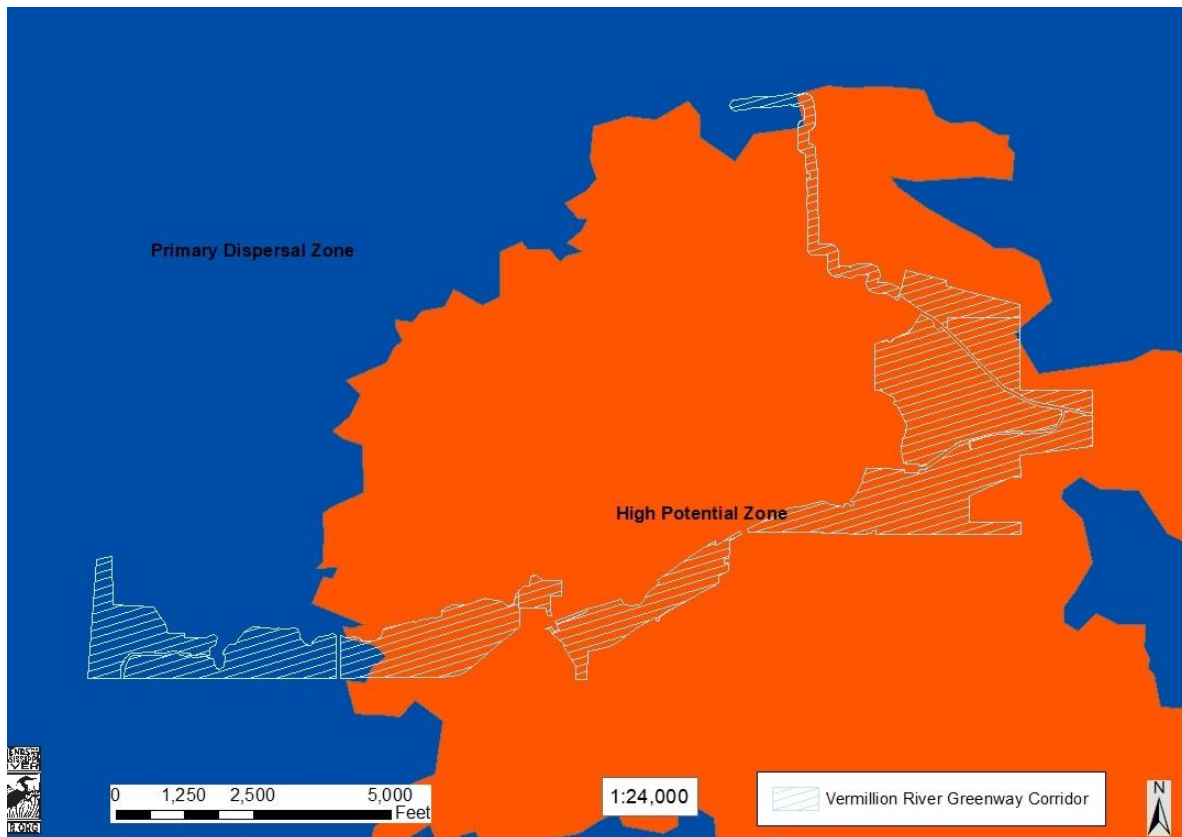 Primary Dispersal Zone
High Potential Zone
0 1,250 2,500 5,000
Feet
1:24,000
Vermillion River Greenway Corridor
N